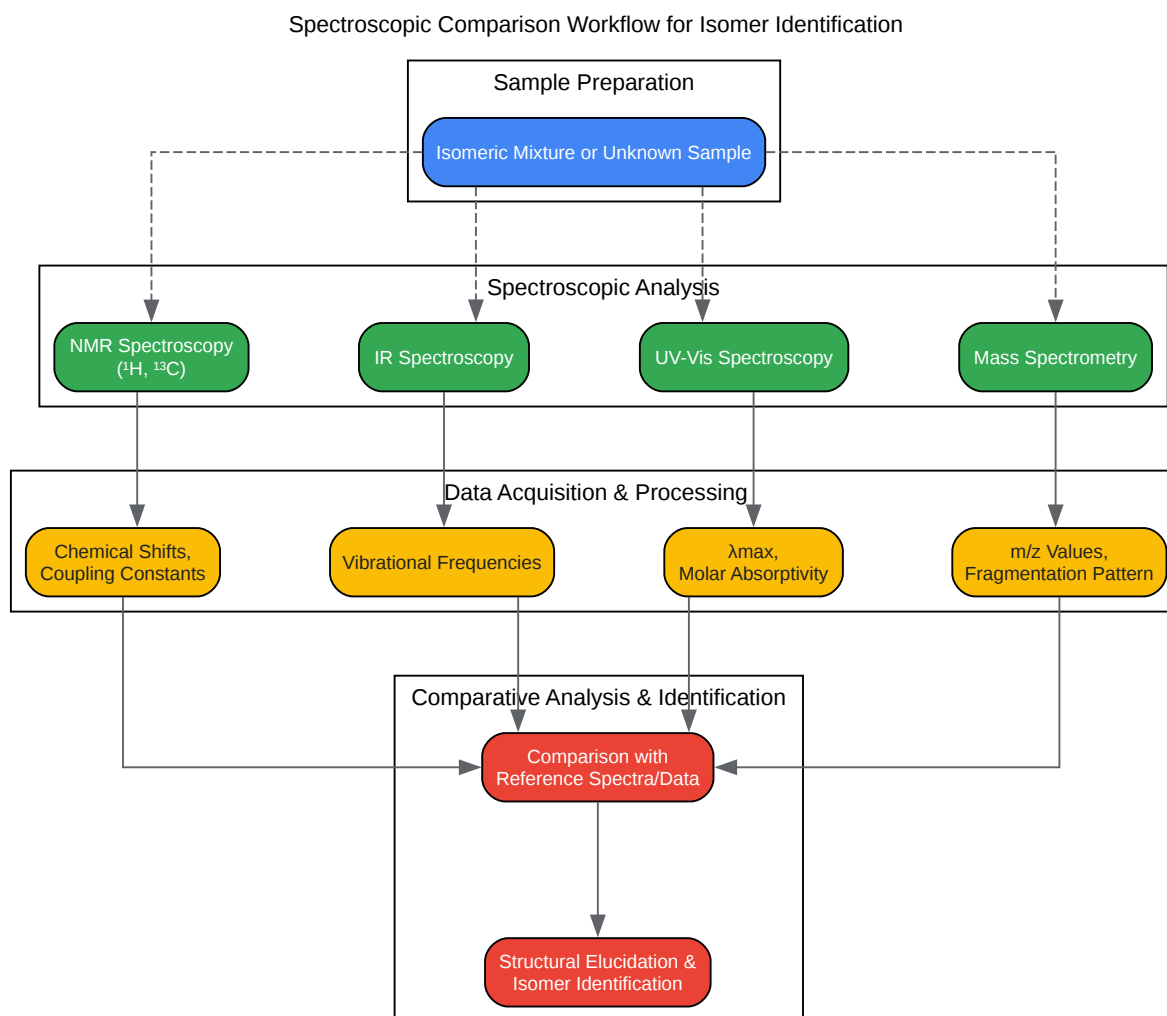 Spectroscopic Comparison Workflow for Isomer Identification
Sample Preparation
Isomeric Mixture or Unknown Sample
Spectroscopic Analysis
NMR Spectroscopy
(¹H, ¹³C)
IR Spectroscopy
UV-Vis Spectroscopy
Mass Spectrometry
Data Acquisition & Processing
Chemical Shifts,
Coupling Constants
Vibrational Frequencies
λmax,
Molar Absorptivity
m/z Values,
Fragmentation Pattern
Comparative Analysis & Identification
Comparison with
Reference Spectra/Data
Structural Elucidation &
Isomer Identification